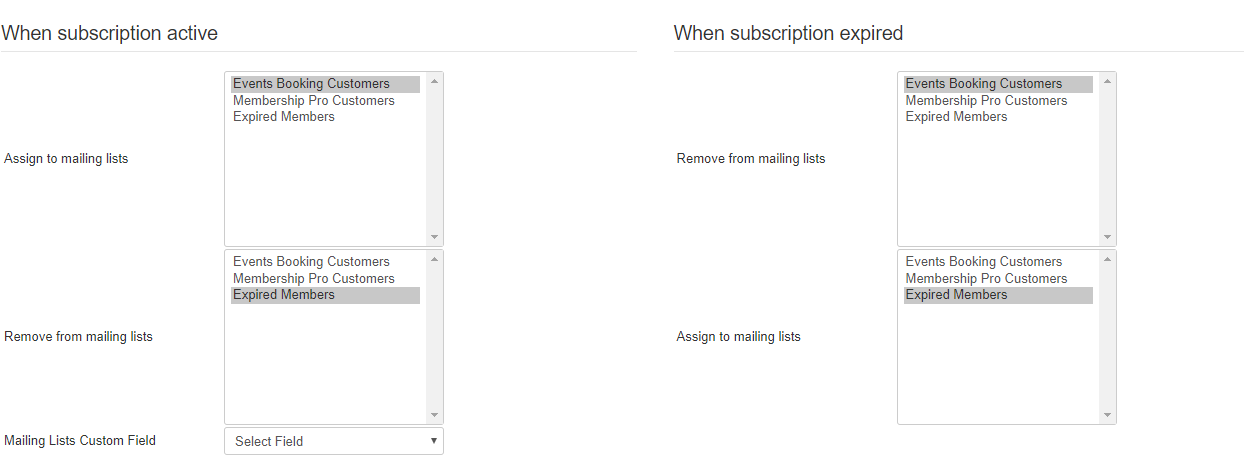 When subscription active
Assign to mailing lists
Events Booking Customers
Membership Pro Customers
Expired Members
Remove from mailing lists
Events Booking Customers
Membership Pro Customers
Expired Members
Mailing Lists Custom Field
Select Field
When subscription expired
Remove from mailing lists
Events Booking Customers
Membership Pro Customers
Expired Members
Assign to mailing lists
Events Booking Customers
Membership Pro Customers
Expired Members